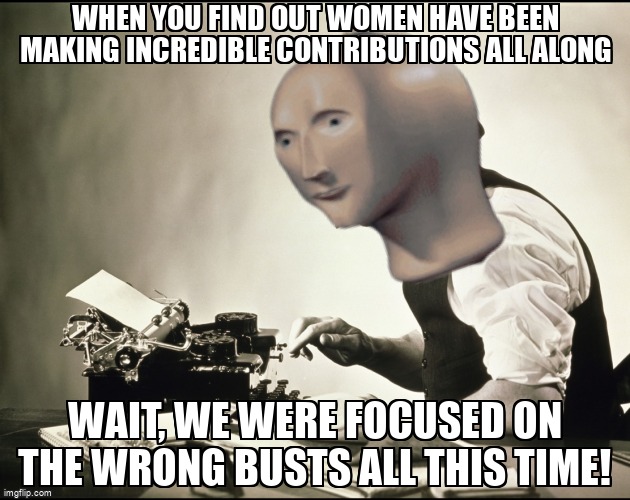 WHEN YOU FIND OUT WOMEN HAVE BEEN
MAKING INCREDIBLE CONTRIBUTIONS ALL ALONG
WAIT, WE WERE FOCUSED ON
THE WRONG BUSTS ALL THIS TIME!
imgflip.com